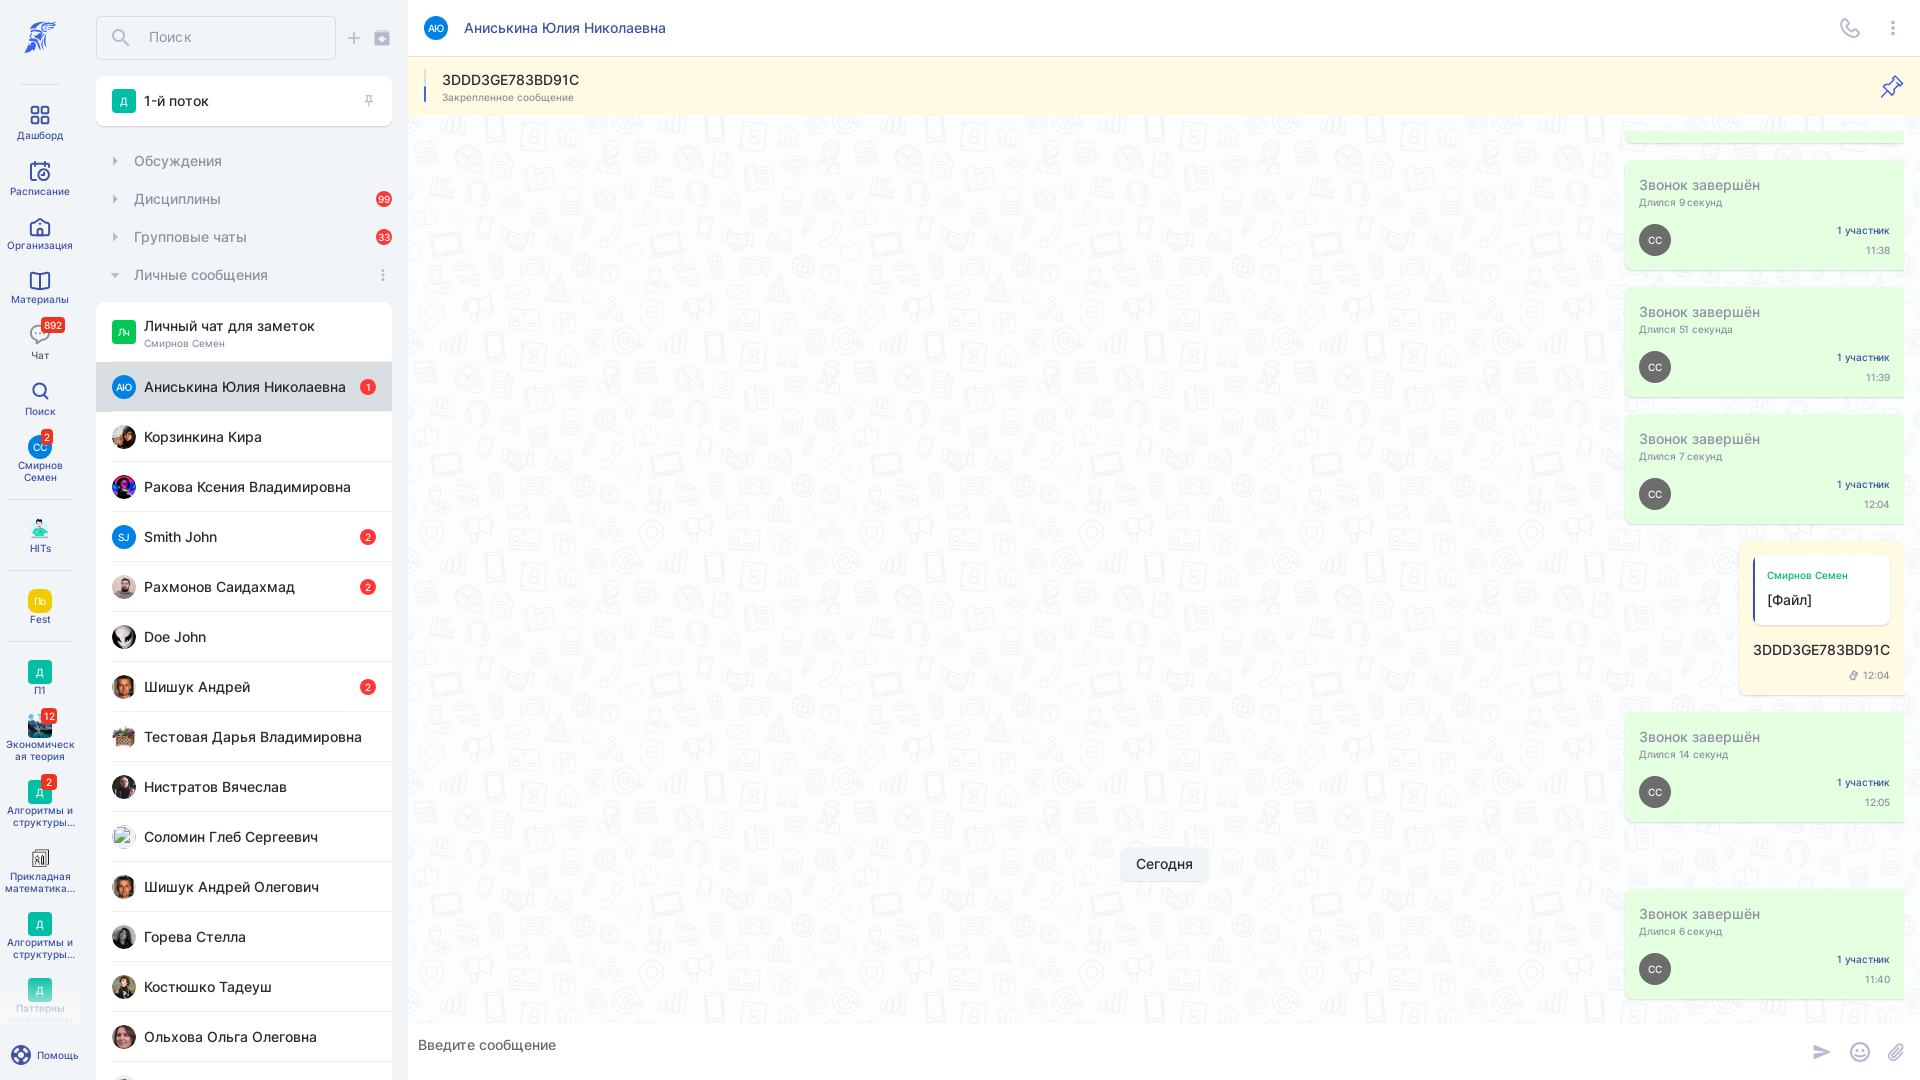 Дашборд
Расписание
Организация
Материалы
892
Чат
Поиск
2
СС
Смирнов
Семен
HITs
По
Fest
Д
П1
12
Экономическ
ая теория
2
Д
Алгоритмы и
структуры...
Прикладная
математика...
Д
Алгоритмы и
структуры...
Д
Паттерны
Помощь
Поиск
Д
1-й поток
Обсуждения
Дисциплины
99
Групповые чаты
33
Личные сообщения
Лч
Личный чат для заметок
Смирнов Семен
АЮ
Аниськина Юлия Николаевна
1
Корзинкина Кира
Ракова Ксения Владимировна
SJ
Smith John
2
Рахмонов Саидахмад
2
Doe John
Шишук Андрей
2
Тестовая Дарья Владимировна
Нистратов Вячеслав
Соломин Глеб Сергеевич
Шишук Андрей Олегович
Горева Стелла
Костюшко Тадеуш
Ольхова Ольга Олеговна
АЮ
Аниськина Юлия Николаевна
3DDD3GE783BD91C
Закрепленное сообщение
Звонок завершён
Длился 9 секунд
СС
1 участник
11:38
Звонок завершён
Длился 51 секунда
СС
1 участник
11:39
Звонок завершён
Длился 7 секунд
СС
1 участник
12:04
Смирнов Семен
[Файл]
3DDD3GE783BD91C
12:04
Звонок завершён
Длился 14 секунд
СС
1 участник
12:05
Сегодня
Звонок завершён
Длился 6 секунд
СС
1 участник
11:40
Введите сообщение